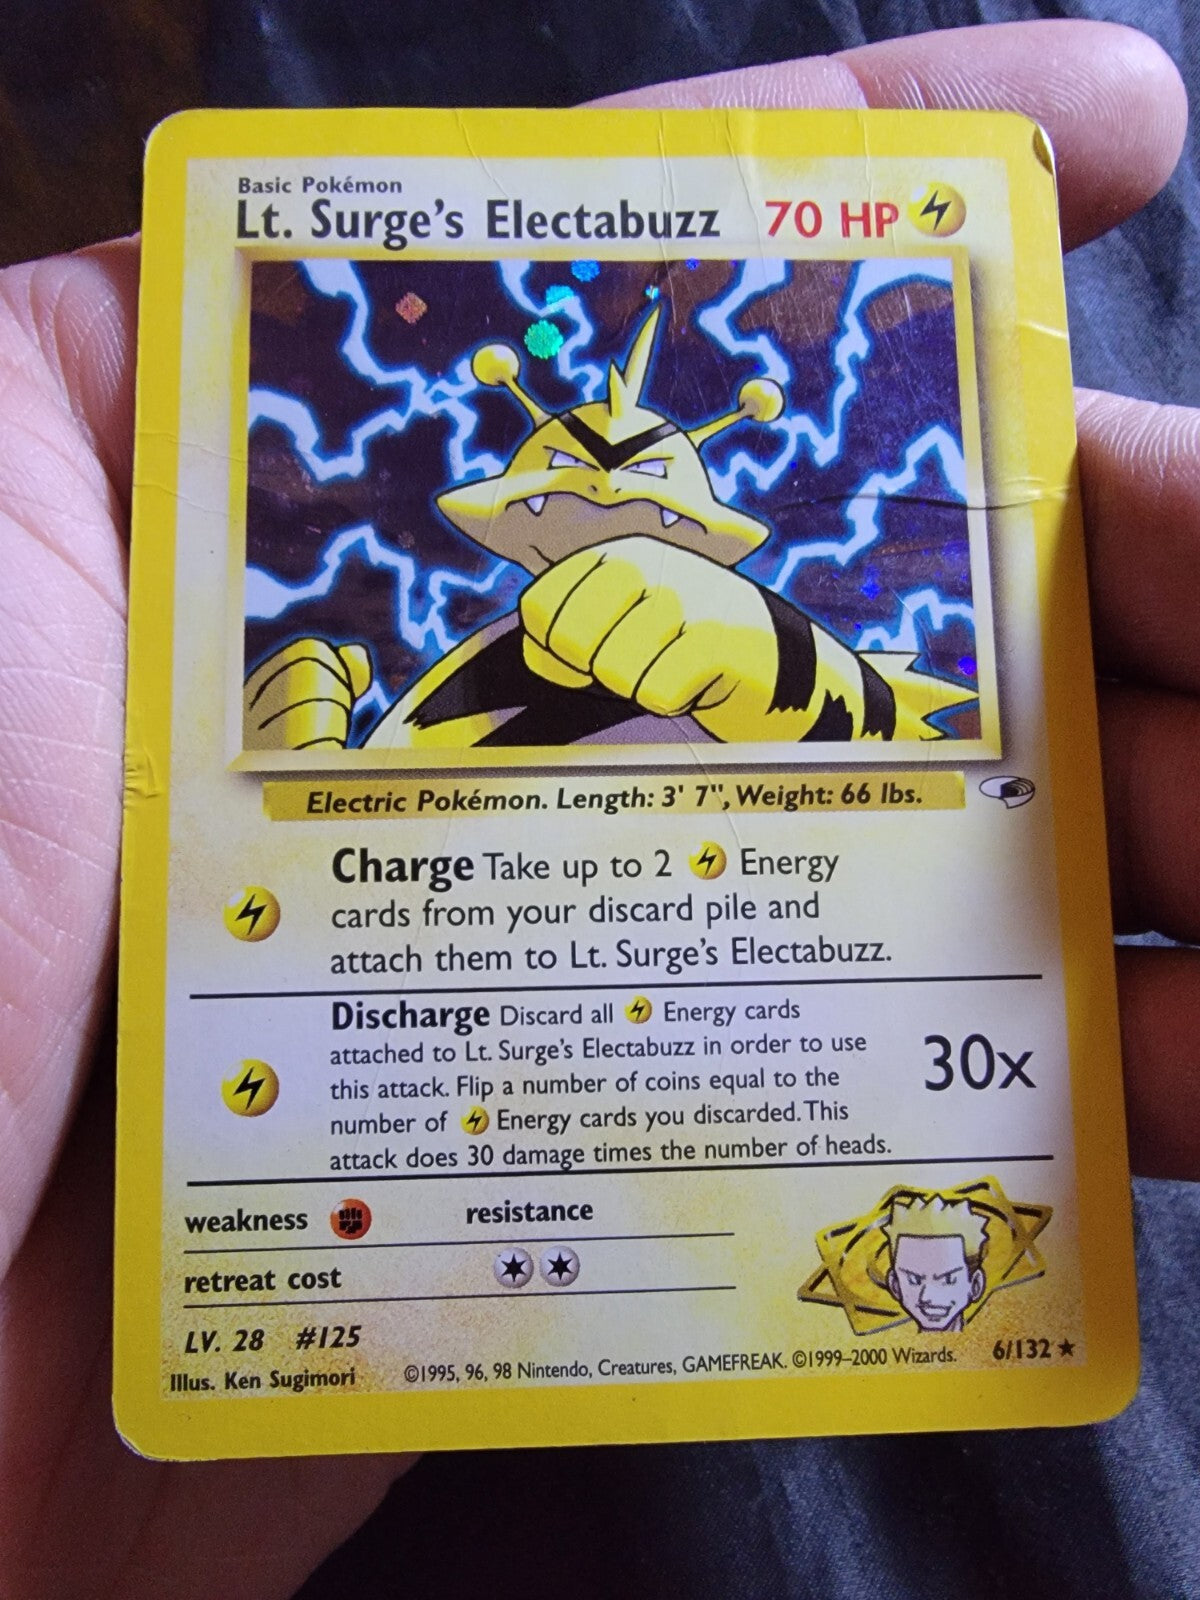 Basic Pokémon
Lt. Surge's Electabuzz 70 HP
Electric Pokémon. Length: 3' 7", Weight: 66 lbs.
Charge Take up to 2 Energy
cards from your discard pile and
attach them to Lt. Surge's Electabuzz.
Discharge Discard all Energy cards
attached to Lt. Surge's Electabuzz in order to use
this attack. Flip a number of coins equal to the
number of Energy cards you discarded. This
attack does 30 damage times the number of heads.
30x
weakness
resistance
retreat cost
LV. 28 #125
Illus. Ken Sugimori
©1995, 96, 98 Nintendo, Creatures, GAMEFREAK. ©1999–2000 Wizards.
6/132 ★